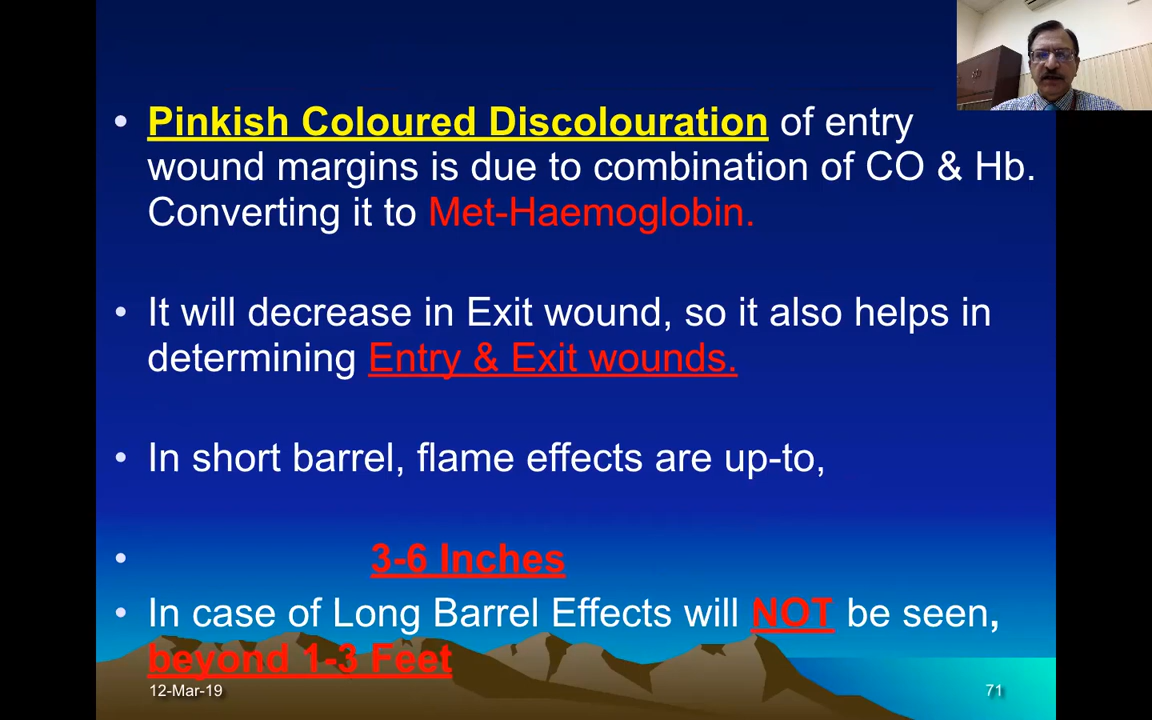 • Pinkish Coloured Discolouration of entry
wound margins is due to combination of CO & Hb.
Converting it to Met-Haemoglobin.
• It will decrease in Exit wound, so it also helps in
determining Entry & Exit wounds.
• In short barrel, flame effects are up-to,
• 3-6 Inches
• In case of Long Barrel Effects will NOT be seen,
beyond 1-3 Feet
12-Mar-19
71